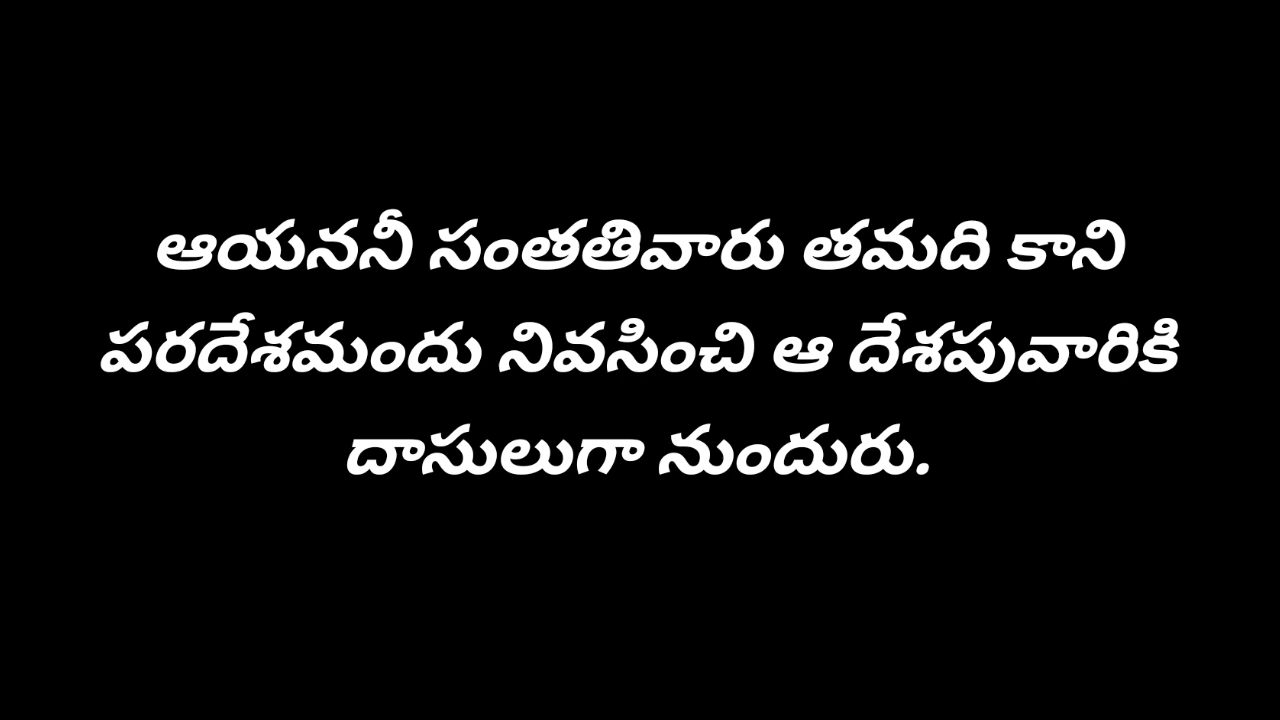 ఆయననీ సంతతివారు తమది కాని
పరదేశమందు నివసించి ఆ దేశపువారికి
దాసులుగా నుందురు.